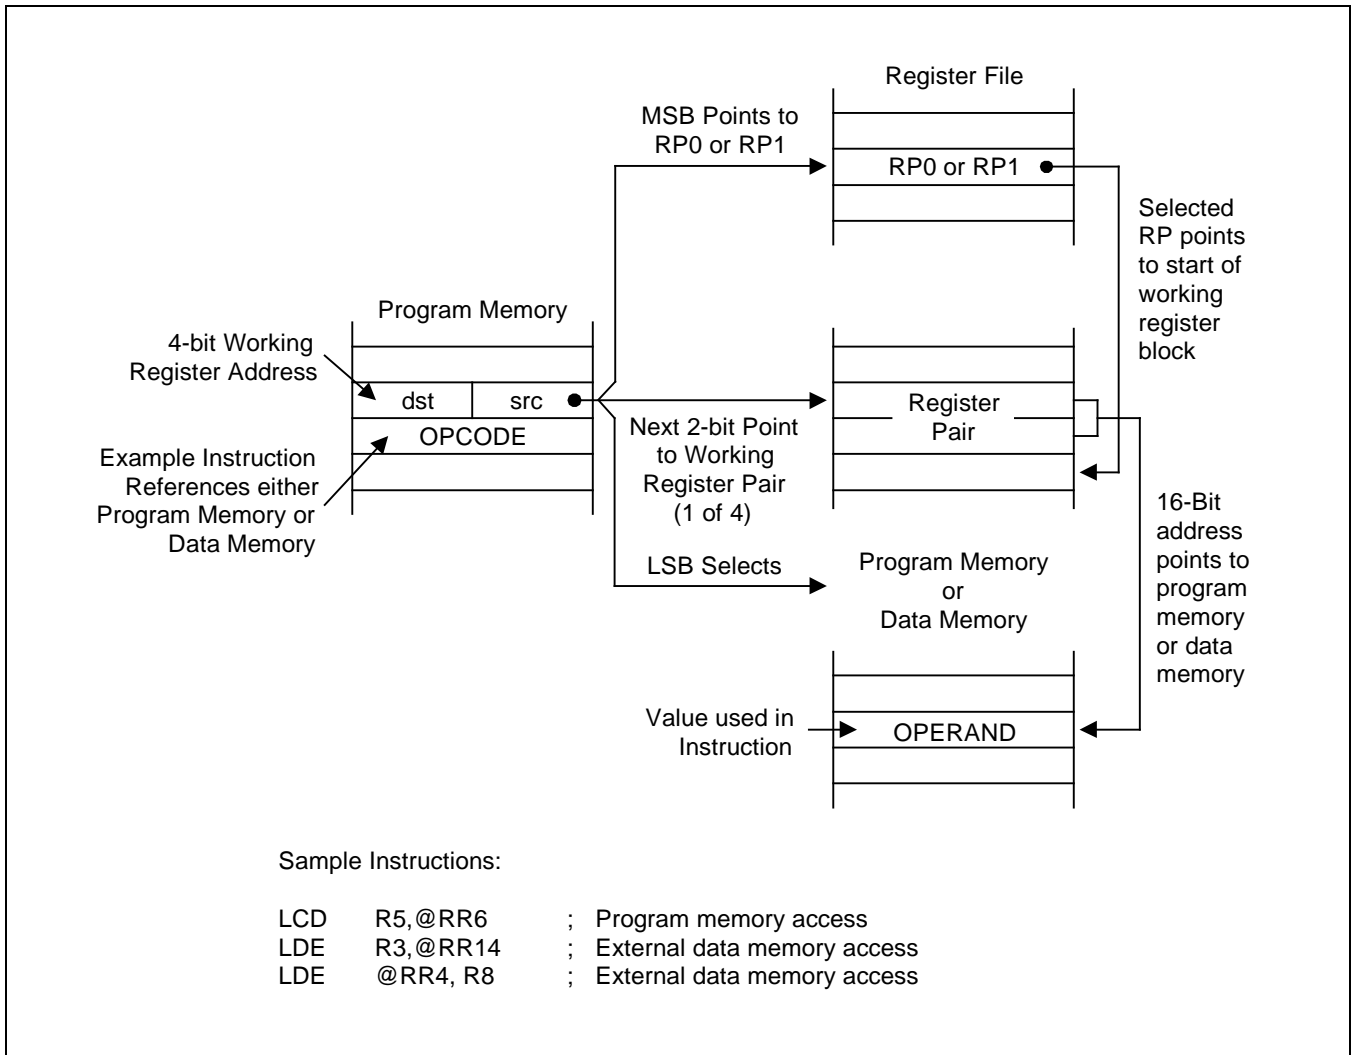 Register File
MSB Points to
RP0 or RP1
RP0 or RP1
Selected
RP points
to start of
working
register
block
Program Memory
4-bit Working
Register Address
dst src
OPCODE
Example Instruction
References either
Program Memory or
Data Memory
Next 2-bit Point
to Working
Register Pair
(1 of 4)
Register
Pair
LSB Selects
Program Memory
or
Data Memory
16-Bit
address
points to
program
memory
or data
memory
Value used in
Instruction
OPERAND
Sample Instructions:
LCD R5,@RR6 ; Program memory access
LDE R3,@RR14 ; External data memory access
LDE @RR4, R8 ; External data memory access